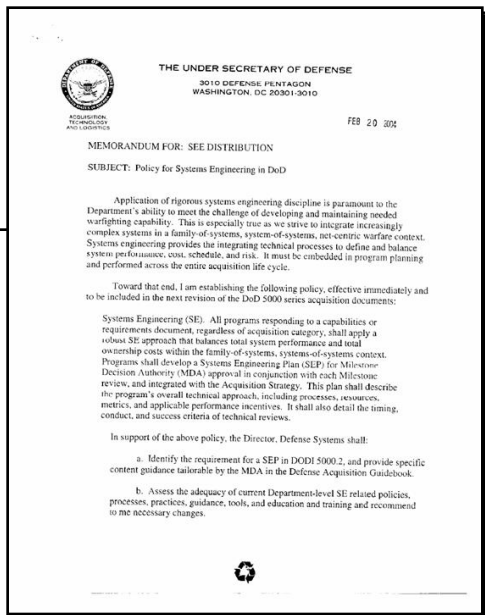 THE UNDER SECRETARY OF DEFENSE
3010 DEFENSE PENTAGON
WASHINGTON, DC 20301-3010
ACQUISITION,
TECHNOLOGY
AND LOGISTICS
FEB 20 2004
MEMORANDUM FOR: SEE DISTRIBUTION
SUBJECT: Policy for Systems Engineering in DoD
Application of rigorous systems engineering discipline is paramount to the
Department's ability to meet the challenge of developing and maintaining needed
warfighting capability. This is especially true as we strive to integrate increasingly
complex systems in a family-of-systems, system-of-systems, net-centric warfare context.
Systems engineering provides the integrating technical processes to define and balance
system performance, cost, schedule, and risk. It must be embedded in program planning
and performed across the entire acquisition life cycle.
Toward that end, I am establishing the following policy, effective immediately and
to be included in the next revision of the DoD 5000 series acquisition documents:
Systems Engineering (SE). All programs responding to a capabilities or
requirements document, regardless of acquisition category, shall apply a
robust SE approach that balances total system performance and total
ownership costs within the family-of-systems, systems-of-systems context.
Programs shall develop a Systems Engineering Plan (SEP) for Milestone
Decision Authority (MDA) approval in conjunction with each Milestone
review, and integrated with the Acquisition Strategy. This plan shall describe
the program's overall technical approach, including processes, resources,
metrics, and applicable performance incentives. It shall also detail the timing,
conduct, and success criteria of technical reviews.
In support of the above policy, the Director, Defense Systems shall:
a. Identify the requirement for a SEP in DODI 5000.2, and provide specific
content guidance tailorable by the MDA in the Defense Acquisition Guidebook.
b. Assess the adequacy of current Department-level SE related policies,
processes, practices, guidance, tools, and education and training and recommend
to me necessary changes.